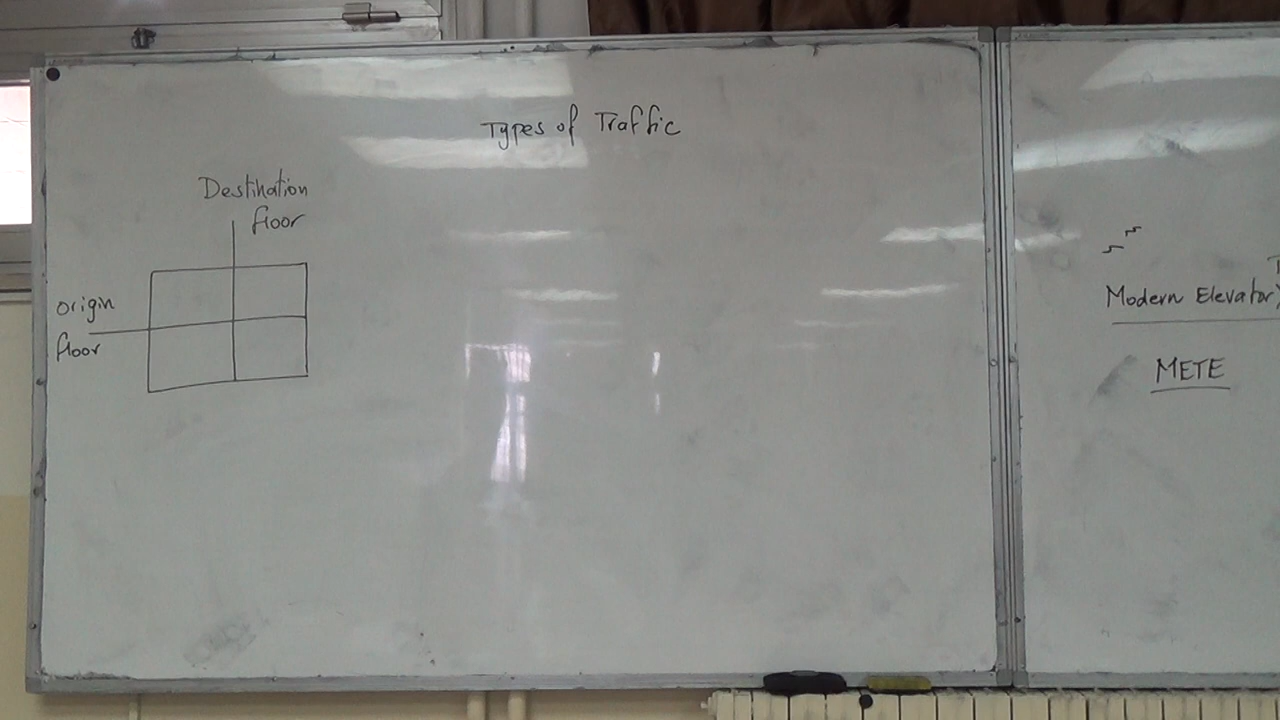 Types of Traffic
Destination
floor
origin
floor
Modern Elevator
METE